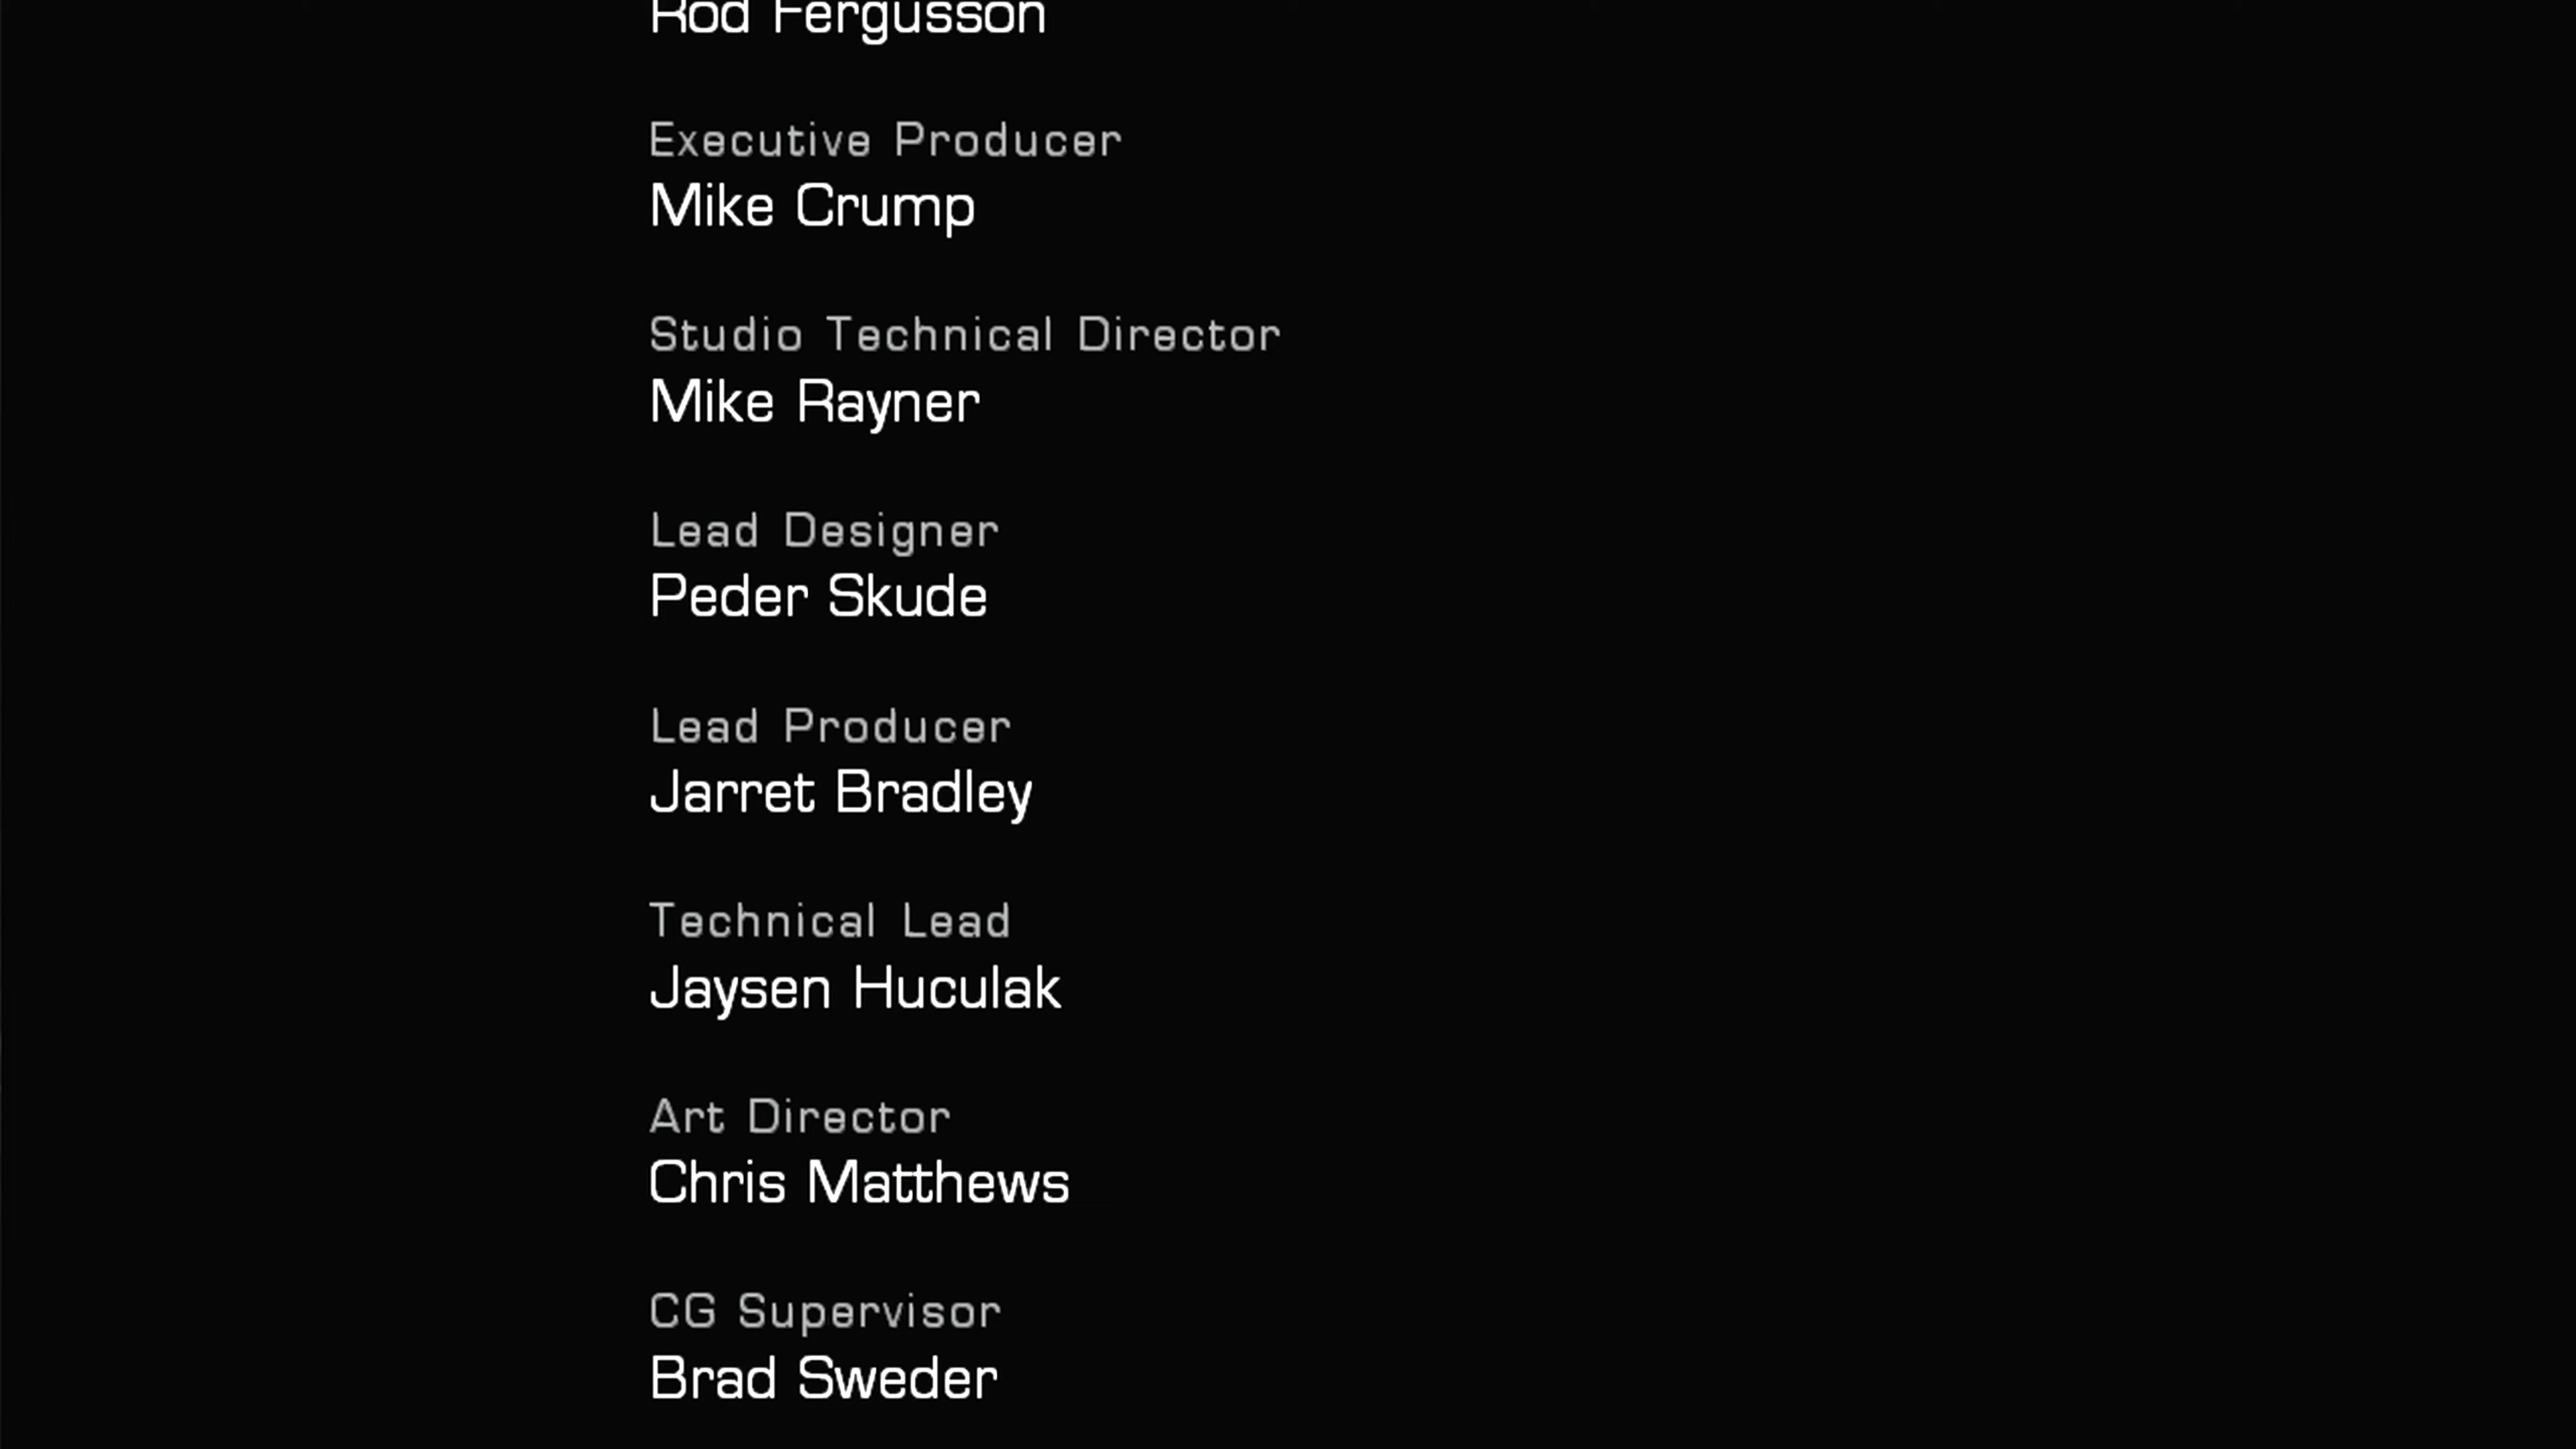 Rod Fergusson
Executive Producer
Mike Crump
Studio Technical Director
Mike Rayner
Lead Designer
Peder Skude
Lead Producer
Jarret Bradley
Technical Lead
Jaysen Huculak
Art Director
Chris Matthews
CG Supervisor
Brad Sweder